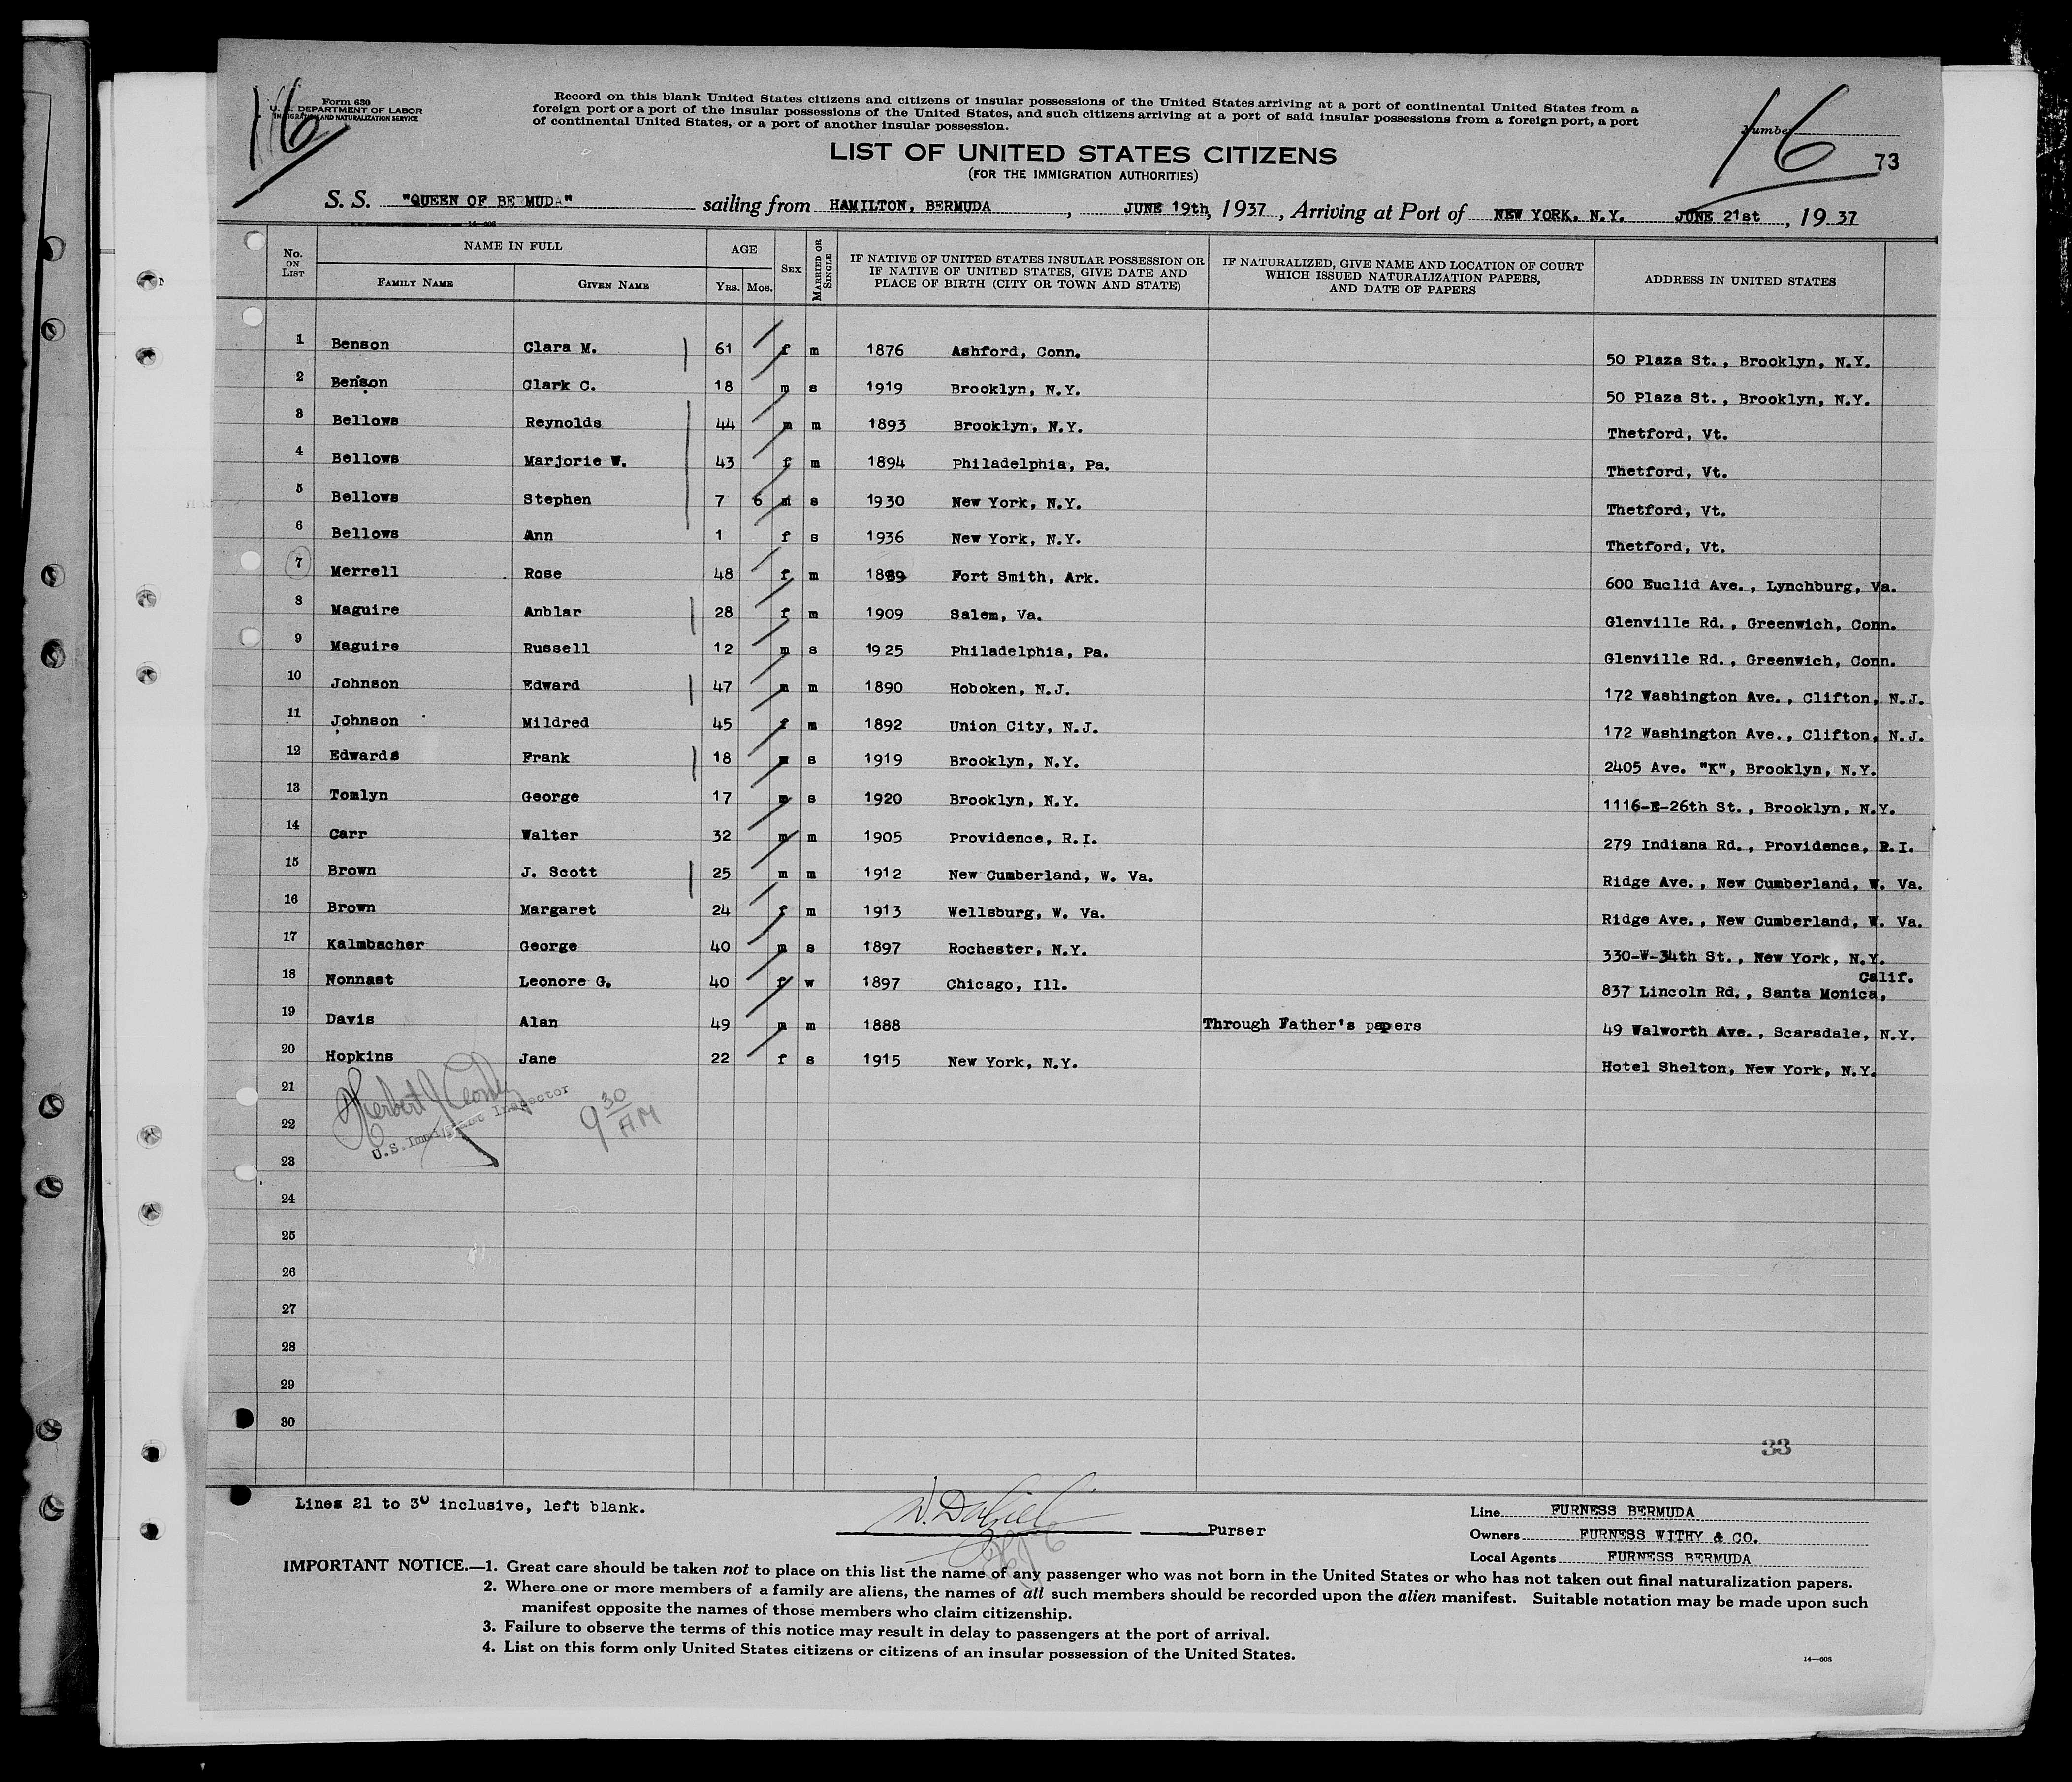 116
Form 630
U. S. DEPARTMENT OF LABOR
IMMIGRATION AND NATURALIZATION SERVICE
Record on this blank United States citizens and citizens of insular possessions of the United States arriving at a port of continental United States from a
foreign port or a port of the insular possessions of the United States, and such citizens arriving at a port of said insular possessions from a foreign port, a port
of continental United States, or a port of another insular possession.
Number 16
LIST OF UNITED STATES CITIZENS
73
(FOR THE IMMIGRATION AUTHORITIES)
S. S. "QUEEN OF BERMUDA" sailing from HAMILTON, BERMUDA, JUNE 19th, 1937, Arriving at Port of NEW YORK, N.Y. JUNE 21st, 1937
14—608
No. ON LIST NAME IN FULL FAMILY NAME GIVEN NAME AGE YRS. MOS. SEX MARRIED OR SINGLE IF NATIVE OF UNITED STATES INSULAR POSSESSION OR IF NATIVE OF UNITED STATES, GIVE DATE AND PLACE OF BIRTH (CITY OR TOWN AND STATE) IF NATURALIZED, GIVE NAME AND LOCATION OF COURT WHICH ISSUED NATURALIZATION PAPERS, AND DATE OF PAPERS ADDRESS IN UNITED STATES
1 Benson Clara M. 61 f m 1876 Ashford, Conn. 50 Plaza St., Brooklyn, N.Y.
2 Benson Clark C. 18 m s 1919 Brooklyn, N.Y. 50 Plaza St., Brooklyn, N.Y.
3 Bellows Reynolds 44 m m 1893 Brooklyn, N.Y. Thetford, Vt.
4 Bellows Marjorie W. 43 f m 1894 Philadelphia, Pa. Thetford, Vt.
5 Bellows Stephen 7 6 m s 1930 New York, N.Y. Thetford, Vt.
6 Bellows Ann 1 f s 1936 New York, N.Y. Thetford, Vt.
7 Merrell Rose 48 f m 1889 Fort Smith, Ark. 600 Euclid Ave., Lynchburg, Va.
8 Maguire Anblar 28 f m 1909 Salem, Va. Glenville Rd., Greenwich, Conn.
9 Maguire Russell 12 m s 1925 Philadelphia, Pa. Glenville Rd., Greenwich, Conn.
10 Johnson Edward 47 m m 1890 Hoboken, N.J. 172 Washington Ave., Clifton, N.J.
11 Johnson Mildred 45 f m 1892 Union City, N.J. 172 Washington Ave., Clifton, N.J.
12 Edwards Frank 18 m s 1919 Brooklyn, N.Y. 2405 Ave. "K", Brooklyn, N.Y.
13 Tomlyn George 17 m s 1920 Brooklyn, N.Y. 1116-E-26th St., Brooklyn, N.Y.
14 Carr Walter 32 m m 1905 Providence, R.I. 279 Indiana Rd., Providence, R.I.
15 Brown J. Scott 25 m m 1912 New Cumberland, W. Va. Ridge Ave., New Cumberland, W. Va.
16 Brown Margaret 24 f m 1913 Wellsburg, W. Va. Ridge Ave., New Cumberland, W. Va.
17 Kalmbacher George 40 m s 1897 Rochester, N.Y. 330-W-34th St., New York, N.Y.
18 Nonnast Leonore G. 40 f w 1897 Chicago, Ill. 837 Lincoln Rd., Santa Monica, Calif.
19 Davis Alan 49 m m 1888 Through Father's papers 49 Walworth Ave., Scarsdale, N.Y.
20 Hopkins Jane 22 f s 1915 New York, N.Y. Hotel Shelton, New York, N.Y.
21
Herbert J
U.S. Immigrant Inspector
9 30 AM
22
23
24
25
26
27
28
29
30
33
Lines 21 to 30 inclusive, left blank.
Purser
Line FURNESS BERMUDA
Owners FURNESS WITHY & CO.
Local Agents FURNESS BERMUDA
IMPORTANT NOTICE.—1. Great care should be taken not to place on this list the name of any passenger who was not born in the United States or who has not taken out final naturalization papers.
2. Where one or more members of a family are aliens, the names of all such members should be recorded upon the alien manifest. Suitable notation may be made upon such
manifest opposite the names of those members who claim citizenship.
3. Failure to observe the terms of this notice may result in delay to passengers at the port of arrival.
4. List on this form only United States citizens or citizens of an insular possession of the United States.
14—608